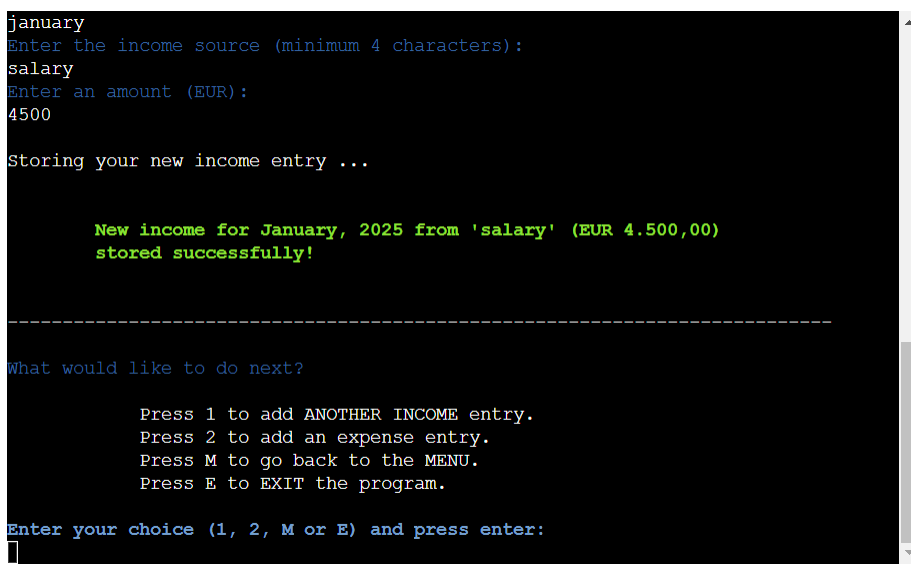 january
Enter the income source (minimum 4 characters):
salary
Enter an amount (EUR):
4500
Storing your new income entry ...
New income for January, 2025 from 'salary' (EUR 4.500,00)
stored successfully!
---------------------------------------------------------------------------
What would like to do next?
Press 1 to add ANOTHER INCOME entry.
Press 2 to add an expense entry.
Press M to go back to the MENU.
Press E to EXIT the program.
Enter your choice (1, 2, M or E) and press enter: